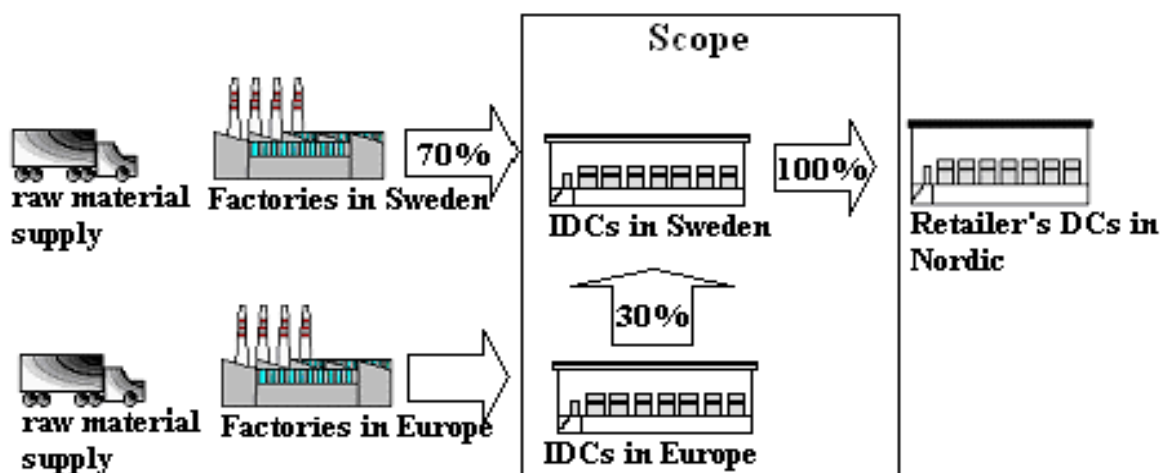 Scope
70%
100%
raw material
supply
Factories in Sweden
IDCs in Sweden
Retailer's DCs in
Nordic
30%
raw material
supply
Factories in Europe
IDCs in Europe